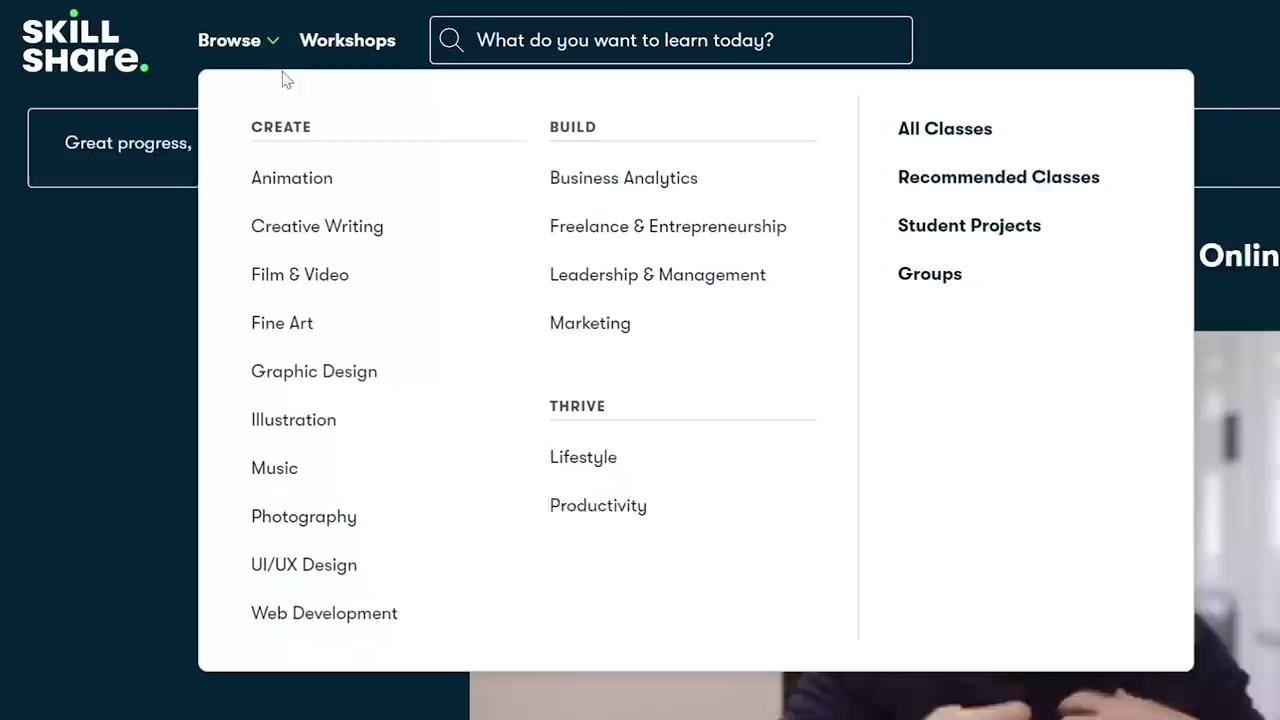 SKILL
SHARE.
Browse
Workshops
What do you want to learn today?
Great progress,
CREATE
Animation
Creative Writing
Film & Video
Fine Art
Graphic Design
Illustration
Music
Photography
UI/UX Design
Web Development
BUILD
Business Analytics
Freelance & Entrepreneurship
Leadership & Management
Marketing
THRIVE
Lifestyle
Productivity
All Classes
Recommended Classes
Student Projects
Groups
Onlin